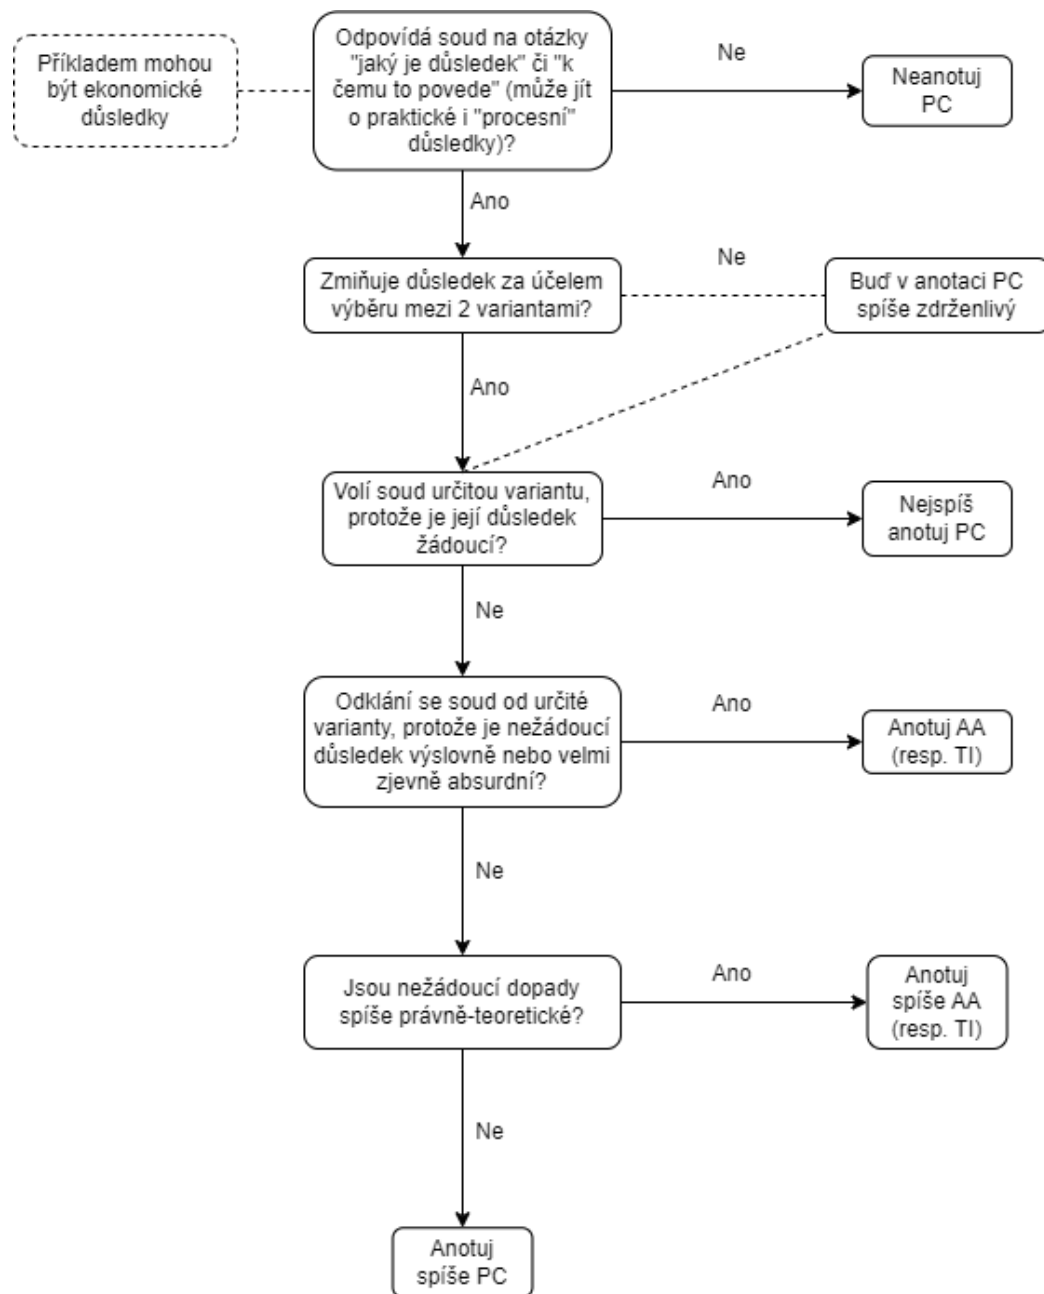 Příkladem mohou
být ekonomické
důsledky
Odpovídá soud na otázky
"jaký je důsledek" či "k
čemu to povede" (může jít
o praktické i "procesní"
důsledky)?
Ne
Neanotuj
PC
Ano
Zmiňuje důsledek za účelem
výběru mezi 2 variantami?
Ne
Buď v anotaci PC
spíše zdrženlivý
Ano
Volí soud určitou variantu,
protože je její důsledek
žádoucí?
Ano
Nejspíš
anotuj PC
Ne
Odklání se soud od určité
varianty, protože je nežádoucí
důsledek výslovně nebo velmi
zjevně absurdní?
Ano
Anotuj AA
(resp. TI)
Ne
Jsou nežádoucí dopady
spíše právně-teoretické?
Ano
Anotuj
spíše AA
(resp. TI)
Ne
Anotuj
spíše PC